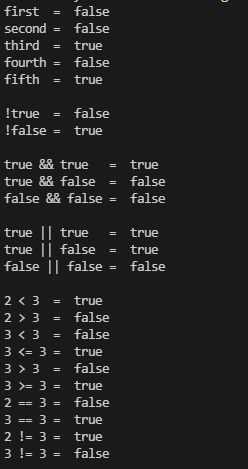 first  =  false
second =  false
third  =  true
fourth =  false
fifth  =  true

!true  =  false
!false =  true

true && true   =  true
true && false  =  false
false && false =  false

true || true   =  true
true || false  =  true
false || false =  false

2 < 3  =  true
2 > 3  =  false
3 < 3  =  false
3 <= 3 =  true
3 > 3  =  false
3 >= 3 =  true
2 == 3 =  false
3 == 3 =  true
2 != 3 =  true
3 != 3 =  false